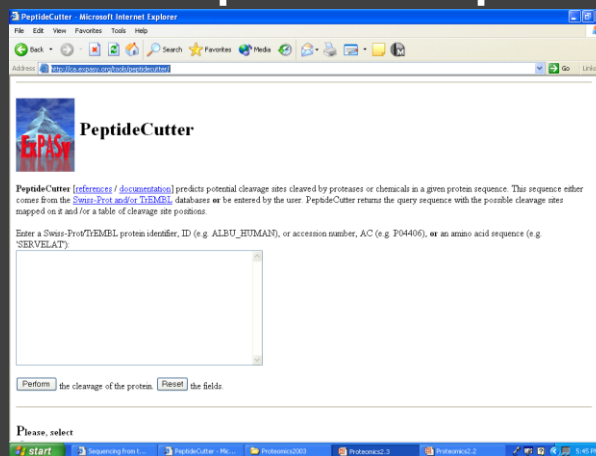 PeptideCutter - Microsoft Internet Explorer
File Edit View Favorites Tools Help
Back Search Favorites Media
Address http://ca.expasy.org/tools/peptidecutter/ Go Links
ExPASy PeptideCutter
PeptideCutter [references / documentation] predicts potential cleavage sites cleaved by proteases or chemicals in a given protein sequence. This sequence either
comes from the Swiss-Prot and/or TrEMBL databases or be entered by the user. PeptideCutter returns the query sequence with the possible cleavage sites
mapped on it and /or a table of cleavage site positions.
Enter a Swiss-Prot/TrEMBL protein identifier, ID (e.g. ALBU_HUMAN), or accession number, AC (e.g. P04406), or an amino acid sequence (e.g.
'SERVELAT'):
Perform the cleavage of the protein. Reset the fields.
Please, select
start Sequencing from t... PeptideCutter - Mic... Proteomics2003 Proteomics2.3 Proteomics2.2 5:45 PM